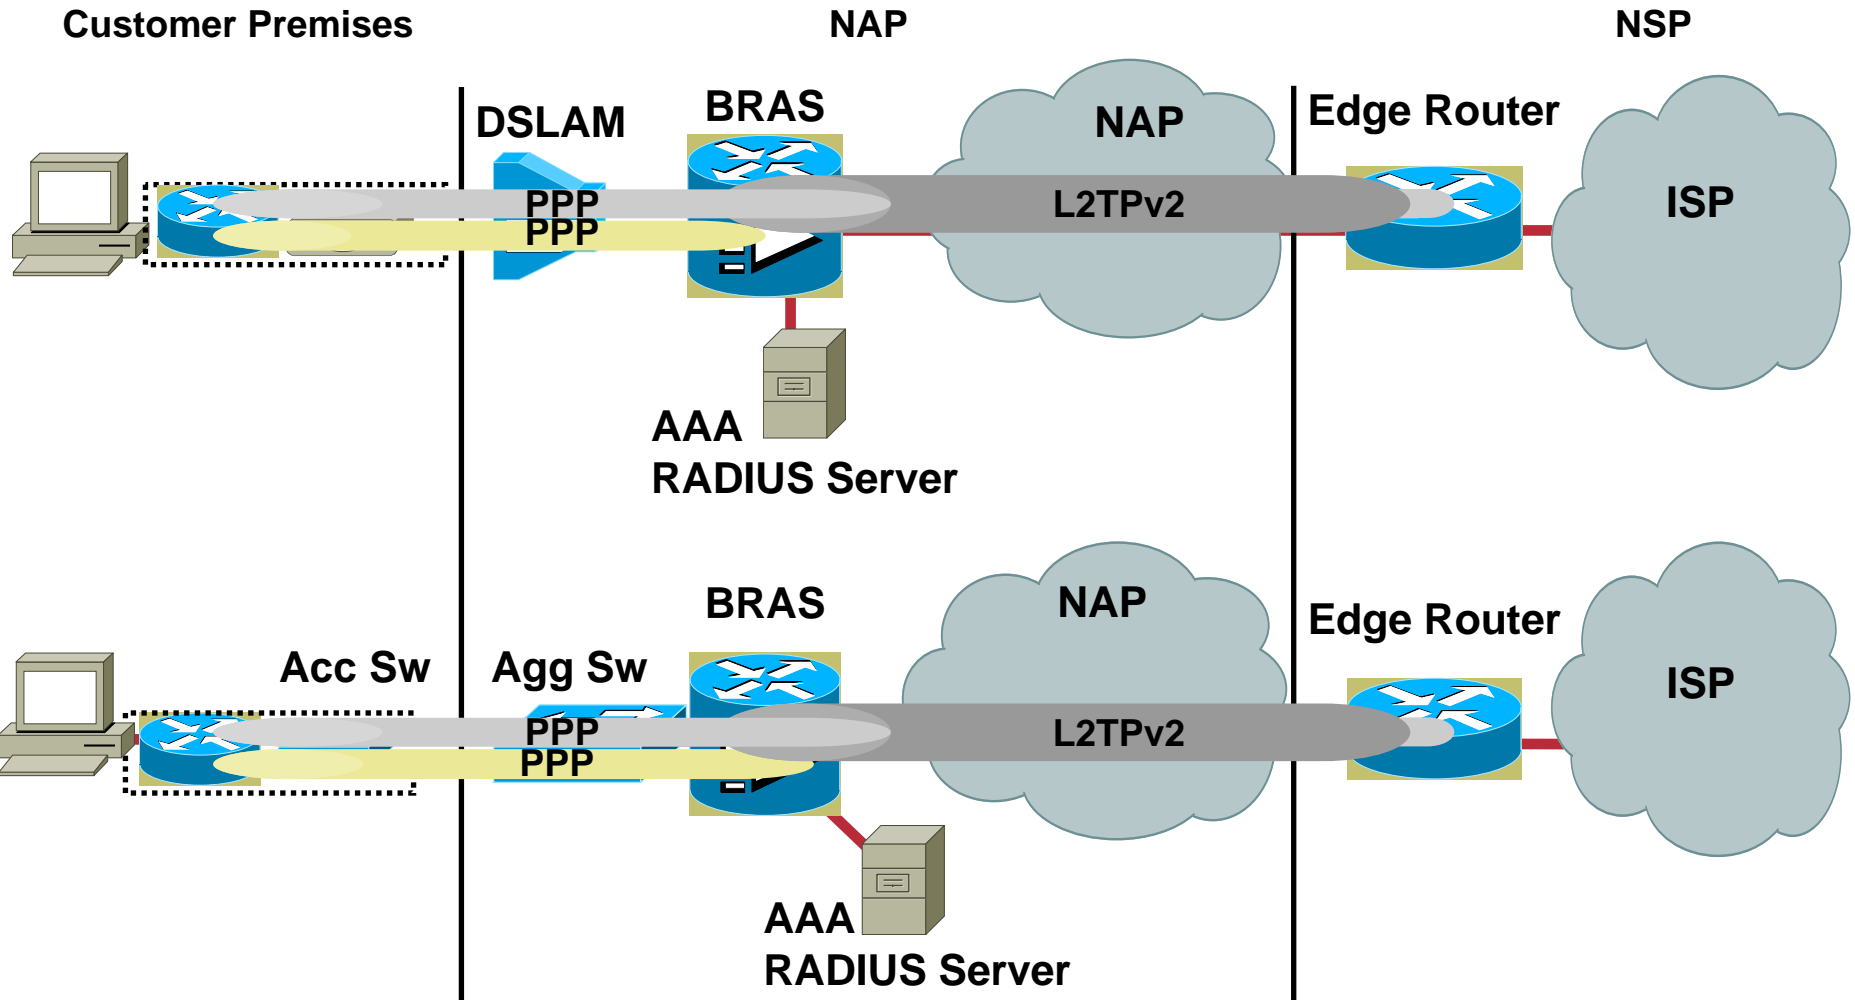 Customer Premises
NAP
NSP
DSLAM
BRAS
NAP
Edge Router
PPP
PPP
L2TPv2
ISP
AAA
RADIUS Server
BRAS
NAP
Edge Router
Acc Sw
Agg Sw
PPP
PPP
L2TPv2
ISP
AAA
RADIUS Server